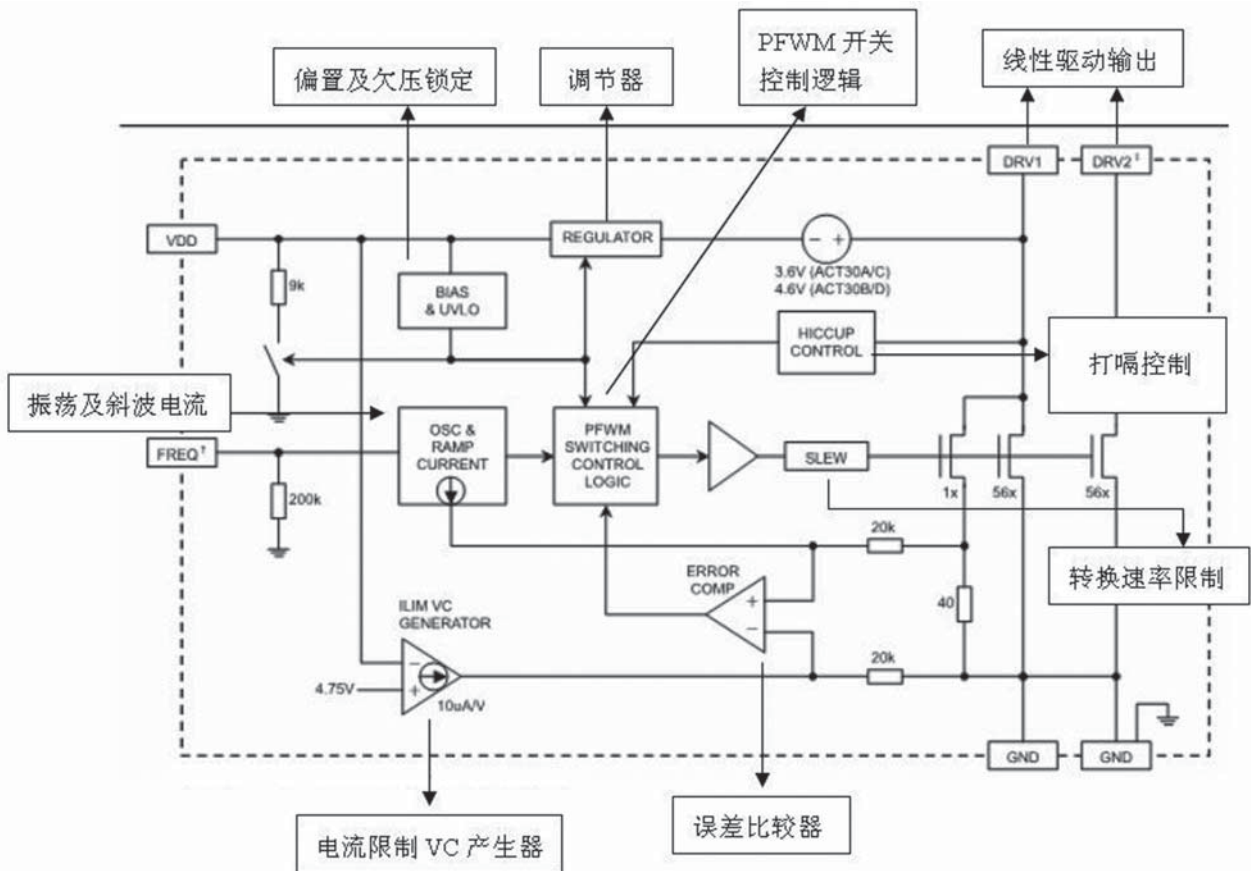 偏置及欠压锁定
调节器
PFWM 开关
控制逻辑
线性驱动输出
DRV1
DRV2‡
VDD
REGULATOR
9k
BIAS
& UVLO
3.6V (ACT30A/C)
4.6V (ACT30B/D)
HICCUP
CONTROL
打嗝控制
振荡及斜波电流
FREQ†
OSC &
RAMP
CURRENT
PFWM
SWITCHING
CONTROL
LOGIC
SLEW
1x
56x
56x
200k
20k
转换速率限制
ERROR
COMP
+
−
40
ILIM VC
GENERATOR
20k
−
4.75V
+
10uA/V
GND
GND
电流限制 VC 产生器
误差比较器